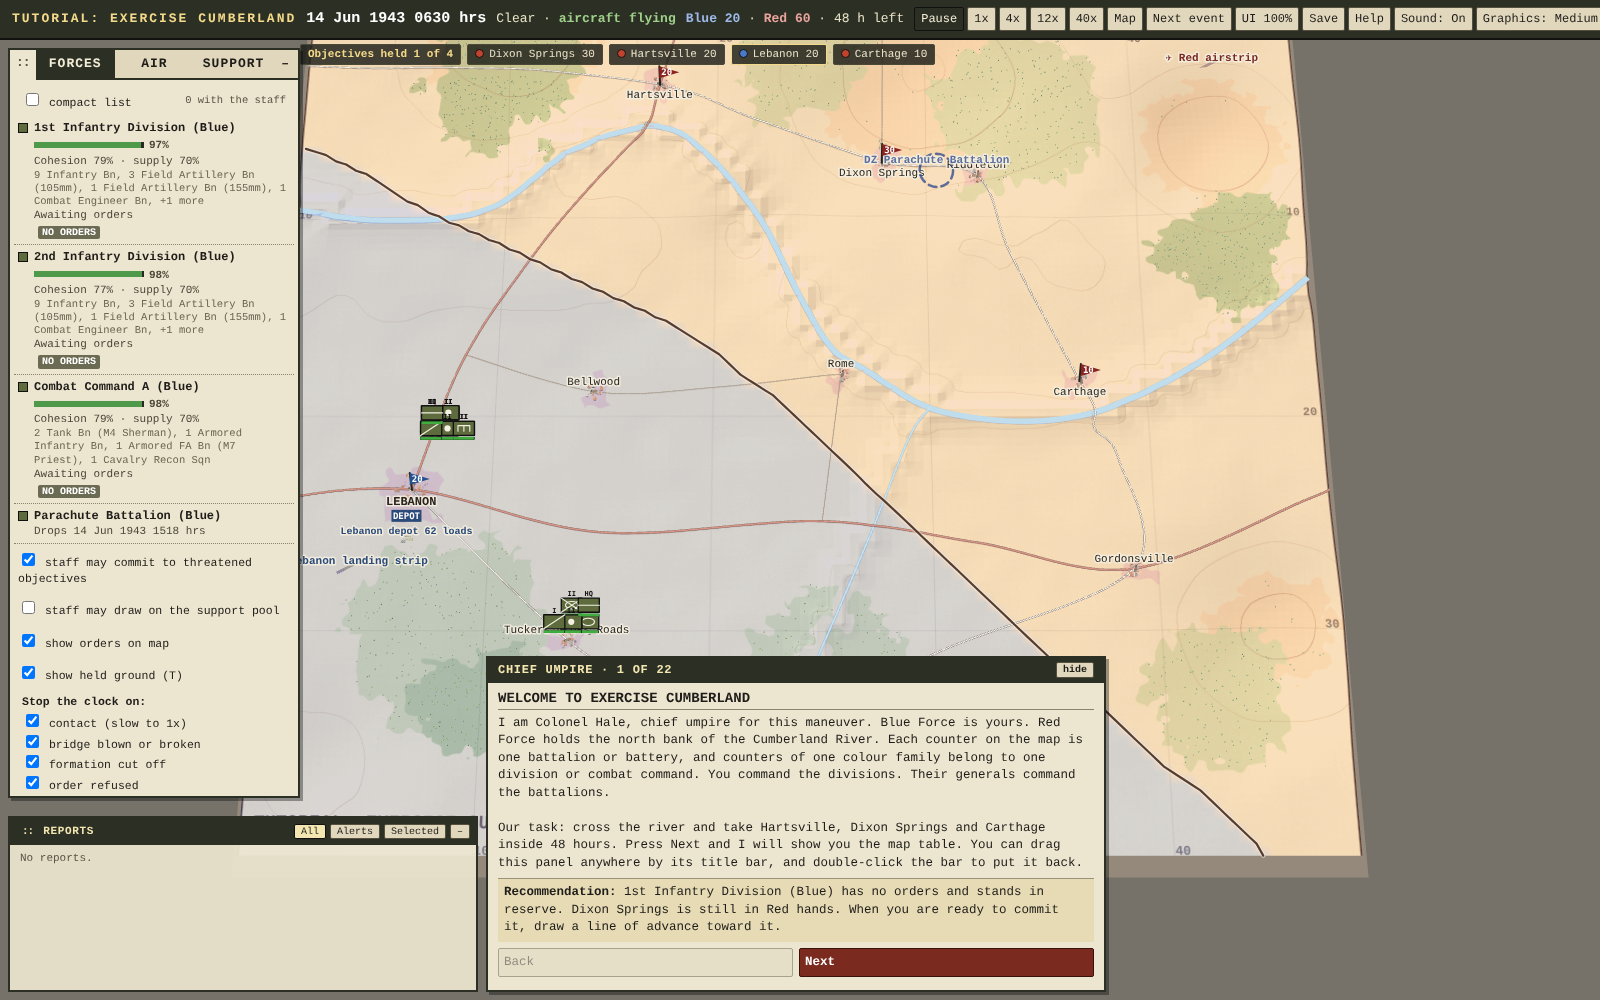 TUTORIAL: EXERCISE CUMBERLAND 14 Jun 1943 0630 hrs Clear · aircraft flying Blue 20 · Red 60 · 48 h left Pause 1x 4x 12x 40x Map Next event UI 100% Save Help Sound: On Graphics: Medium
:: FORCES AIR SUPPORT –
Objectives held 1 of 4 Dixon Springs 30 Hartsville 20 Lebanon 20 Carthage 10
compact list 0 with the staff
1st Infantry Division (Blue)
97%
Cohesion 79% · supply 70%
9 Infantry Bn, 3 Field Artillery Bn
(105mm), 1 Field Artillery Bn (155mm), 1
Combat Engineer Bn, +1 more
Awaiting orders
NO ORDERS
2nd Infantry Division (Blue)
98%
Cohesion 77% · supply 70%
9 Infantry Bn, 3 Field Artillery Bn
(105mm), 1 Field Artillery Bn (155mm), 1
Combat Engineer Bn, +1 more
Awaiting orders
NO ORDERS
Combat Command A (Blue)
98%
Cohesion 79% · supply 70%
2 Tank Bn (M4 Sherman), 1 Armored
Infantry Bn, 1 Armored FA Bn (M7
Priest), 1 Cavalry Recon Sqn
Awaiting orders
NO ORDERS
Parachute Battalion (Blue)
Drops 14 Jun 1943 1518 hrs
staff may commit to threatened
objectives
staff may draw on the support pool
show orders on map
show held ground (T)
Stop the clock on:
contact (slow to 1x)
bridge blown or broken
formation cut off
order refused
:: REPORTS All Alerts Selected –
No reports.
Red airstrip
20
Hartsville
30
DZ Parachute Battalion
Dixon Springs
10
Rome
Bellwood
10
Carthage
20
II
II
20
LEBANON
DEPOT
Lebanon depot 62 loads
banon landing strip
Gordonsville
II HQ
I
Tucker Roads
30
40
CHIEF UMPIRE · 1 OF 22 hide
WELCOME TO EXERCISE CUMBERLAND
I am Colonel Hale, chief umpire for this maneuver. Blue Force is yours. Red
Force holds the north bank of the Cumberland River. Each counter on the map is
one battalion or battery, and counters of one colour family belong to one
division or combat command. You command the divisions. Their generals command
the battalions.
Our task: cross the river and take Hartsville, Dixon Springs and Carthage
inside 48 hours. Press Next and I will show you the map table. You can drag
this panel anywhere by its title bar, and double-click the bar to put it back.
Recommendation: 1st Infantry Division (Blue) has no orders and stands in
reserve. Dixon Springs is still in Red hands. When you are ready to commit
it, draw a line of advance toward it.
Back Next